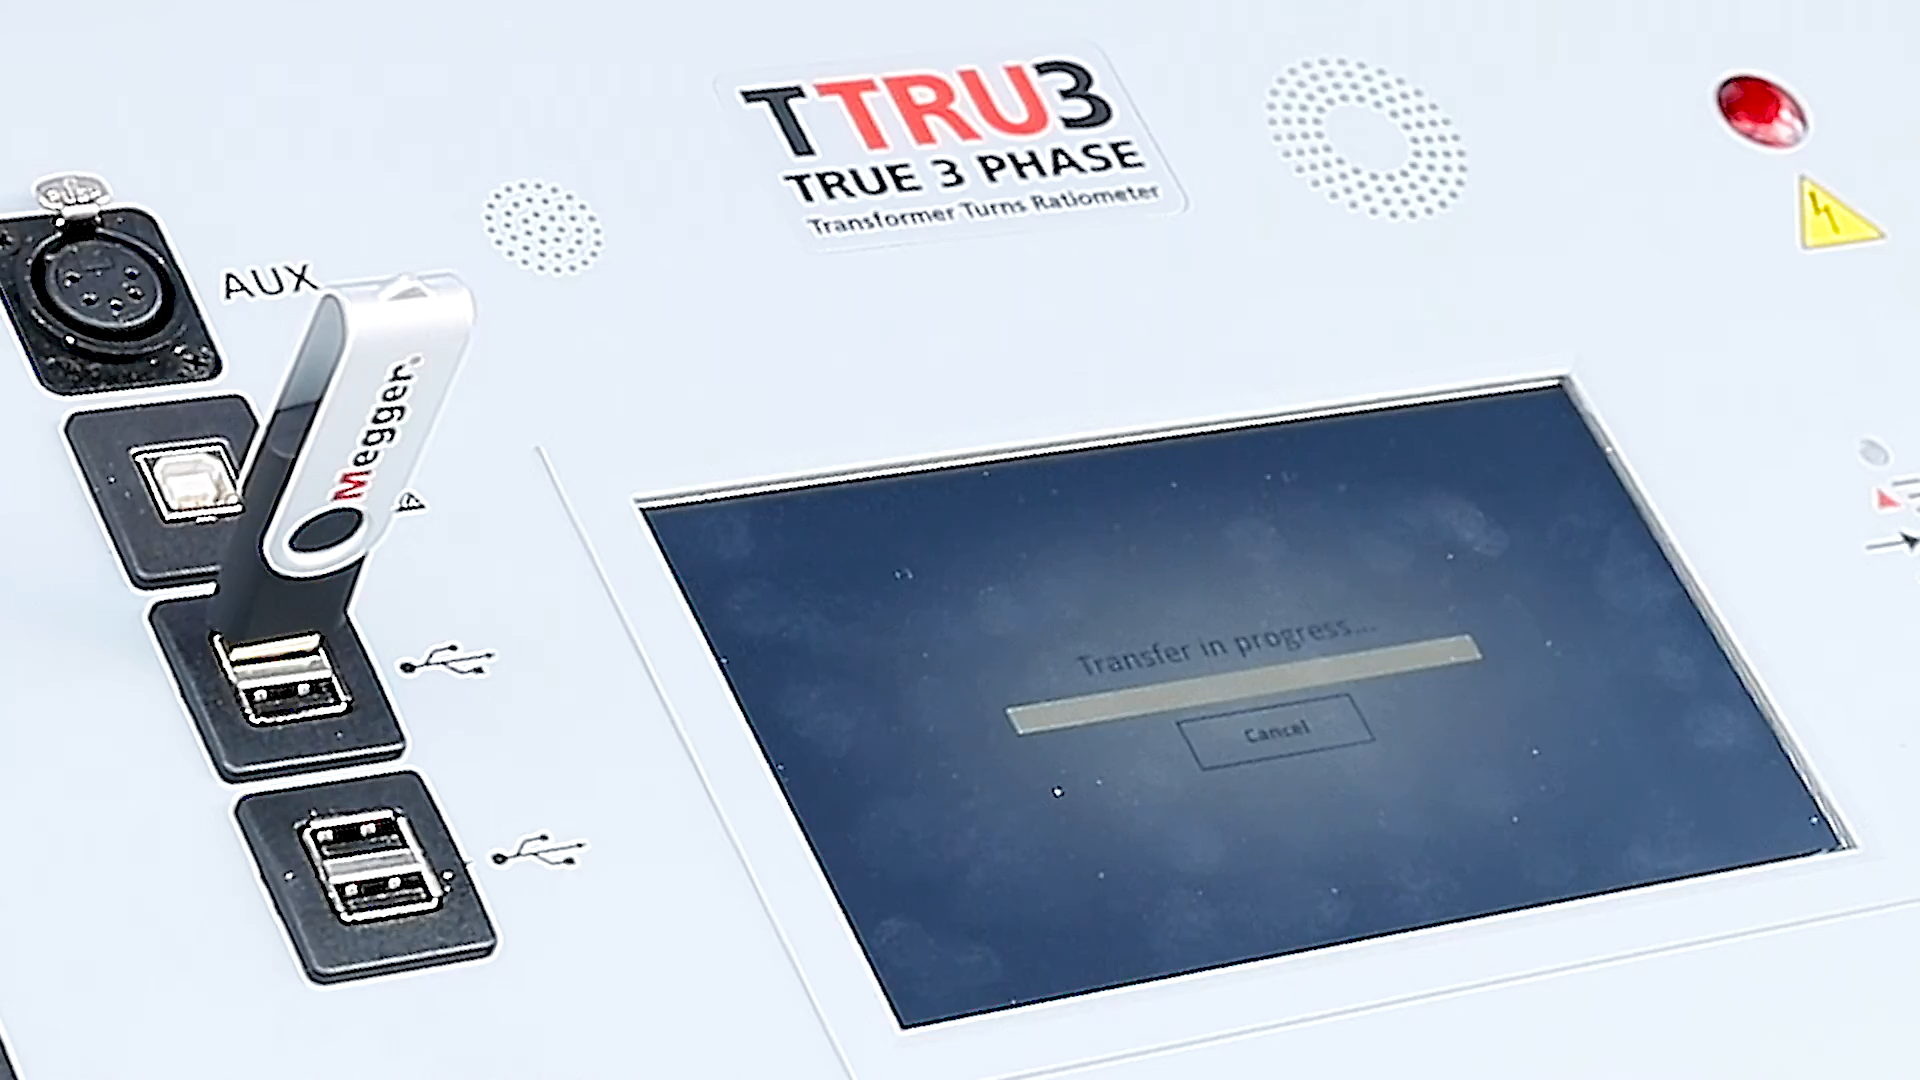 TTRU3
TRUE 3 PHASE
Transformer Turns Ratiometer
AUX
Megger
Transfer in progress...
Cancel